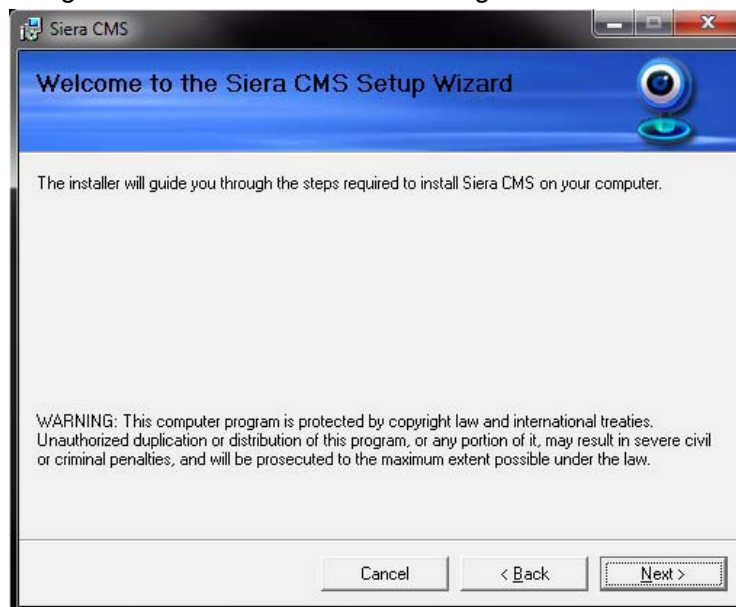 Siera CMS
Welcome to the Siera CMS Setup Wizard
The installer will guide you through the steps required to install Siera CMS on your computer.
WARNING: This computer program is protected by copyright law and international treaties.
Unauthorized duplication or distribution of this program, or any portion of it, may result in severe civil
or criminal penalties, and will be prosecuted to the maximum extent possible under the law.
Cancel
< Back
Next >